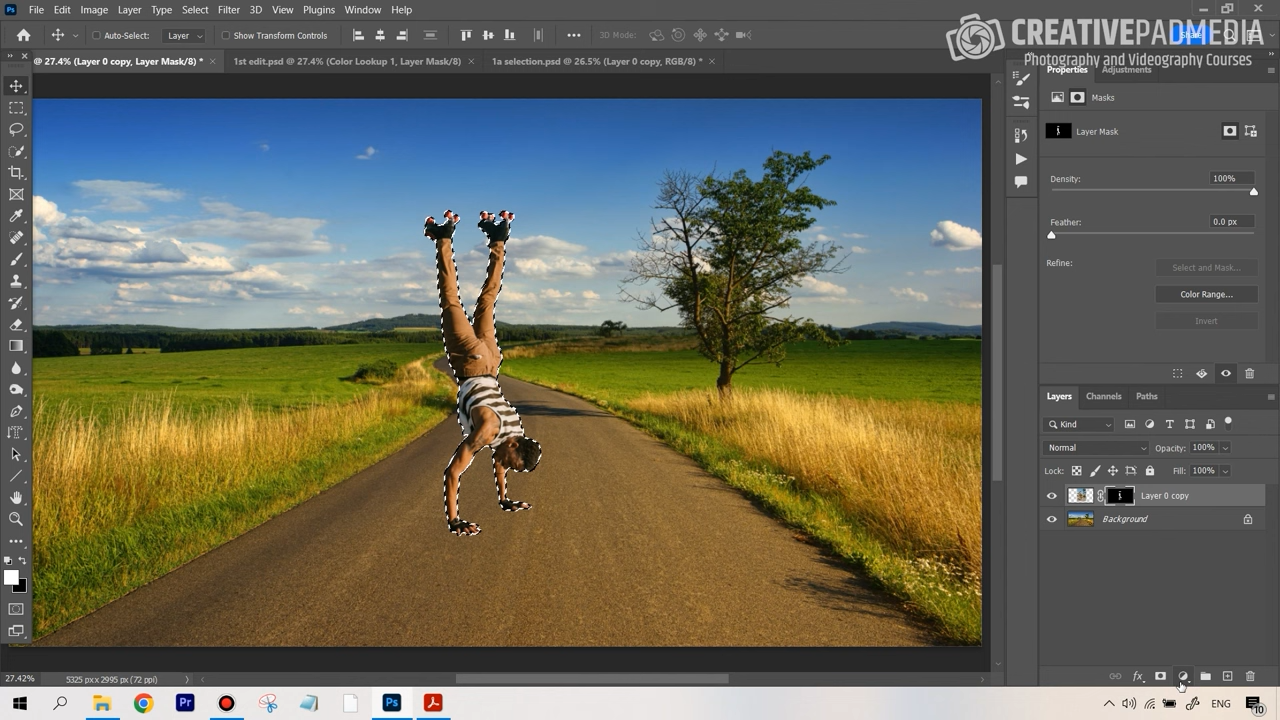 File Edit Image Layer Type Select Filter 3D View Plugins Window Help
CREATIVEPADMEDIA
Photography and Videography Courses
Auto-Select: Layer Show Transform Controls 3D Mode: Share
@ 27.4% (Layer 0 copy, Layer Mask/8) * 1st edit.psd @ 27.4% (Color Lookup 1, Layer Mask/8) 1a selection.psd @ 26.5% (Layer 0 copy, RGB/8) *
Properties Adjustments
Masks
Layer Mask
Density: 100%
Feather: 0.0 px
Refine: Select and Mask...
Color Range...
Invert
Layers Channels Paths
Kind
Normal Opacity: 100%
Lock: Fill: 100%
Layer 0 copy
Background
27.42% 5325 px x 2995 px (72 ppi)
ENG
10